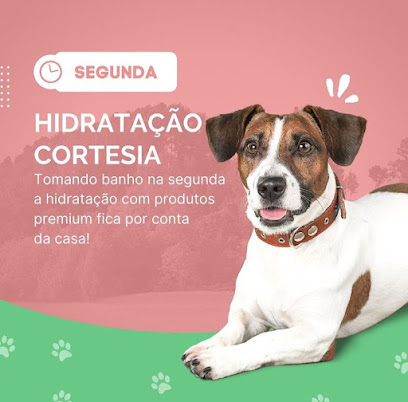 SEGUNDA
HIDRATAÇÃO
CORTESIA
Tomando banho na segunda
a hidratação com produtos
premium fica por conta
da casa!